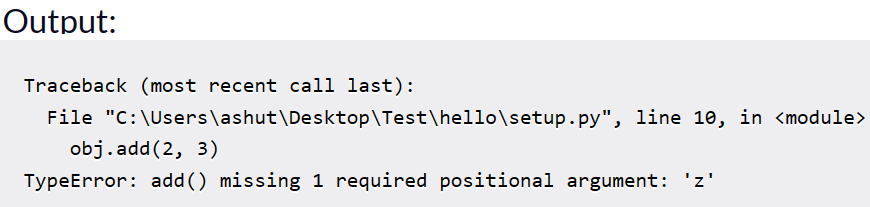 Output:
Traceback (most recent call last):
  File "C:\Users\ashut\Desktop\Test\hello\setup.py", line 10, in <module>
    obj.add(2, 3)
TypeError: add() missing 1 required positional argument: 'z'